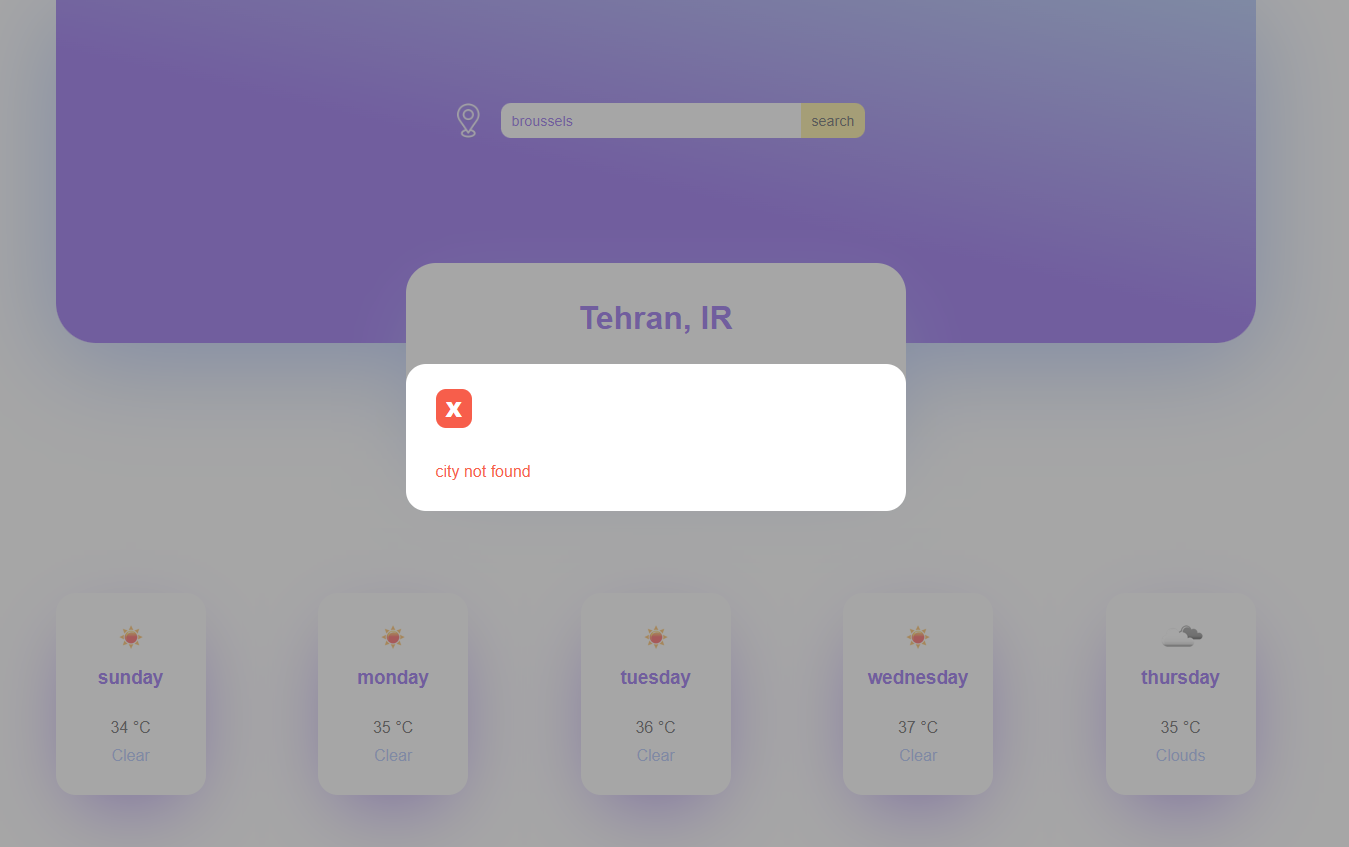 broussels search
Tehran, IR
x
city not found
sunday monday tuesday wednesday thursday
34 °C 35 °C 36 °C 37 °C 35 °C
Clear Clear Clear Clear Clouds